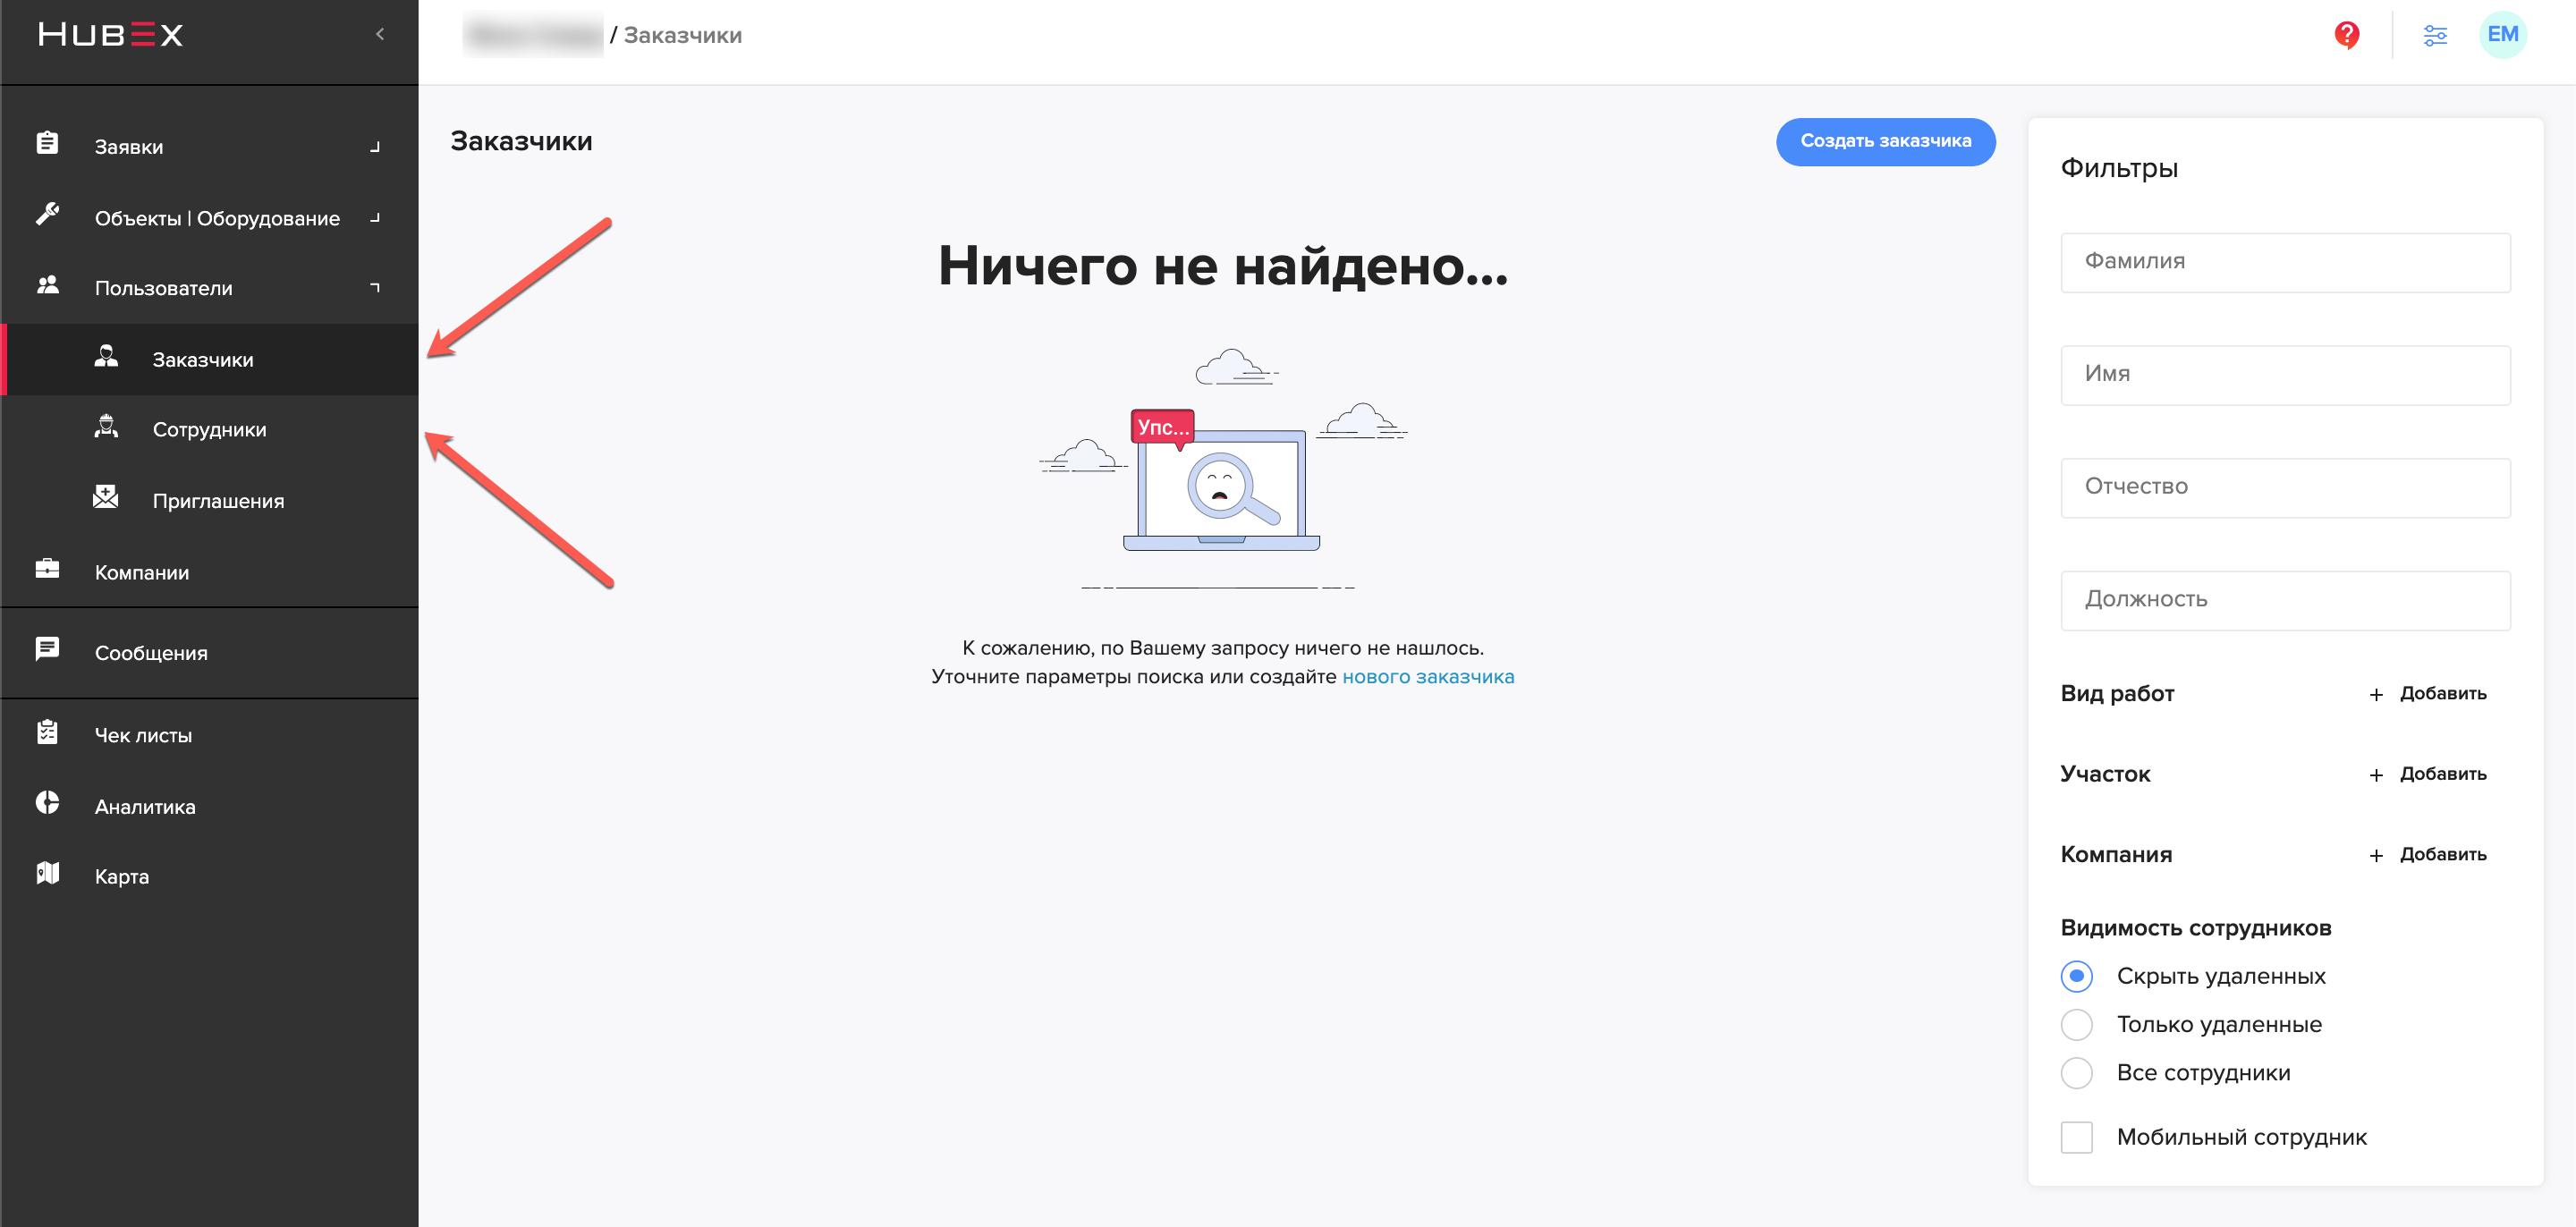 HUBEX
/ Заказчики
?
EM
Заявки
Объекты | Оборудование
Пользователи
Заказчики
Сотрудники
Приглашения
Компании
Сообщения
Чек листы
Аналитика
Карта
Заказчики
Создать заказчика
Ничего не найдено...
Упс...
К сожалению, по Вашему запросу ничего не нашлось.
Уточните параметры поиска или создайте нового заказчика
Фильтры
Фамилия
Имя
Отчество
Должность
Вид работ + Добавить
Участок + Добавить
Компания + Добавить
Видимость сотрудников
Скрыть удаленных
Только удаленные
Все сотрудники
Мобильный сотрудник